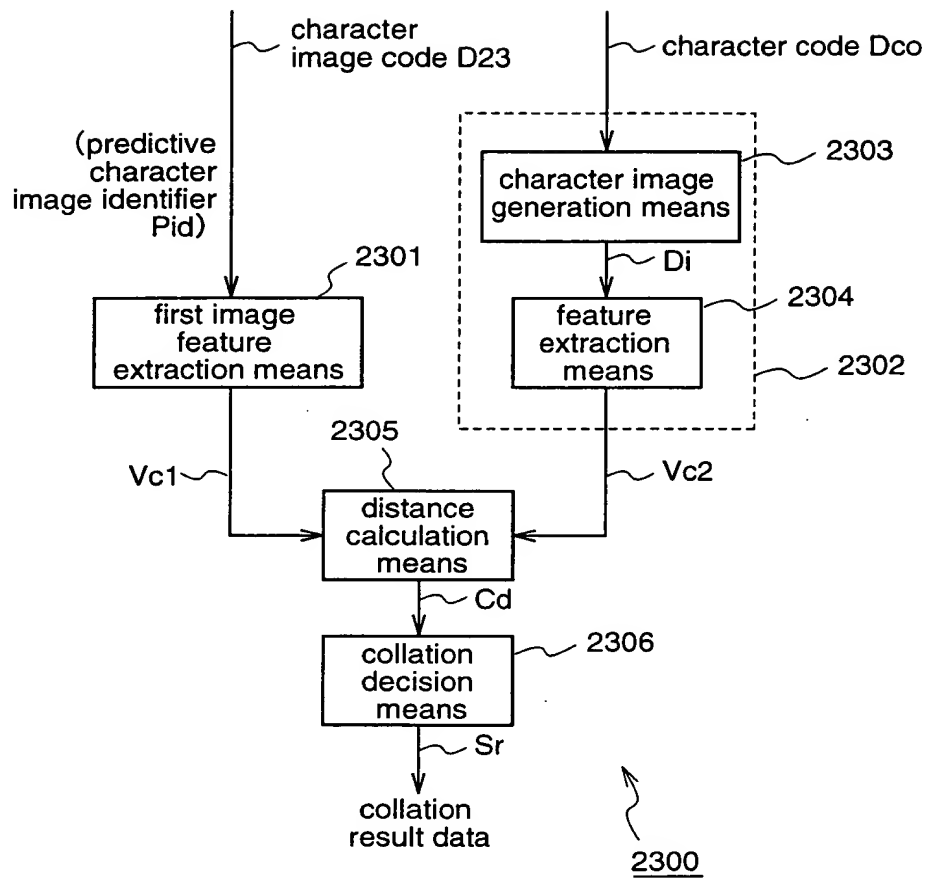 character
image code D23
character code Dco
(predictive
character
image identifier
Pid)
2303
character image
generation means
Di
2301
first image
feature
extraction means
2304
feature
extraction
means
2302
2305
Vc1
Vc2
distance
calculation
means
Cd
2306
collation
decision
means
Sr
collation
result data
2300